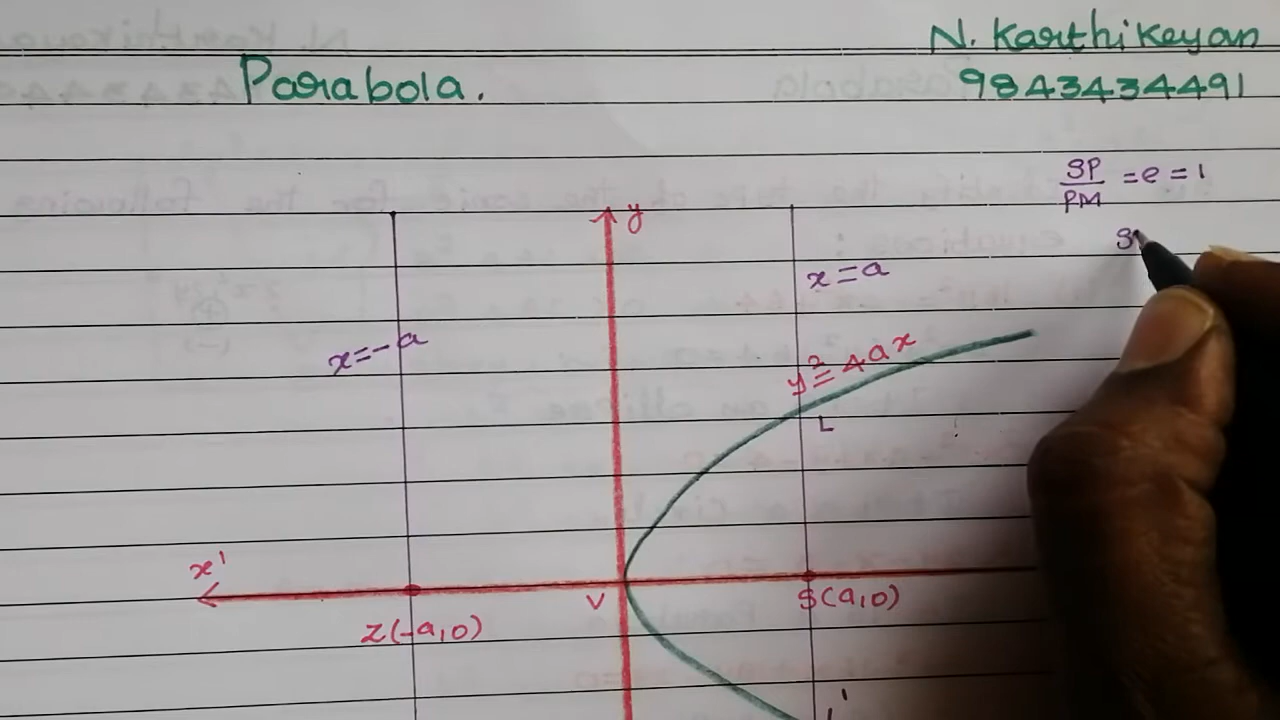 N. Karthikeyan
Parabola.
9843434491
SP/PM = e = 1
S
y
x = a
x = -a
y² = 4ax
L
x'
V
S(a,0)
Z(-a,0)
L'